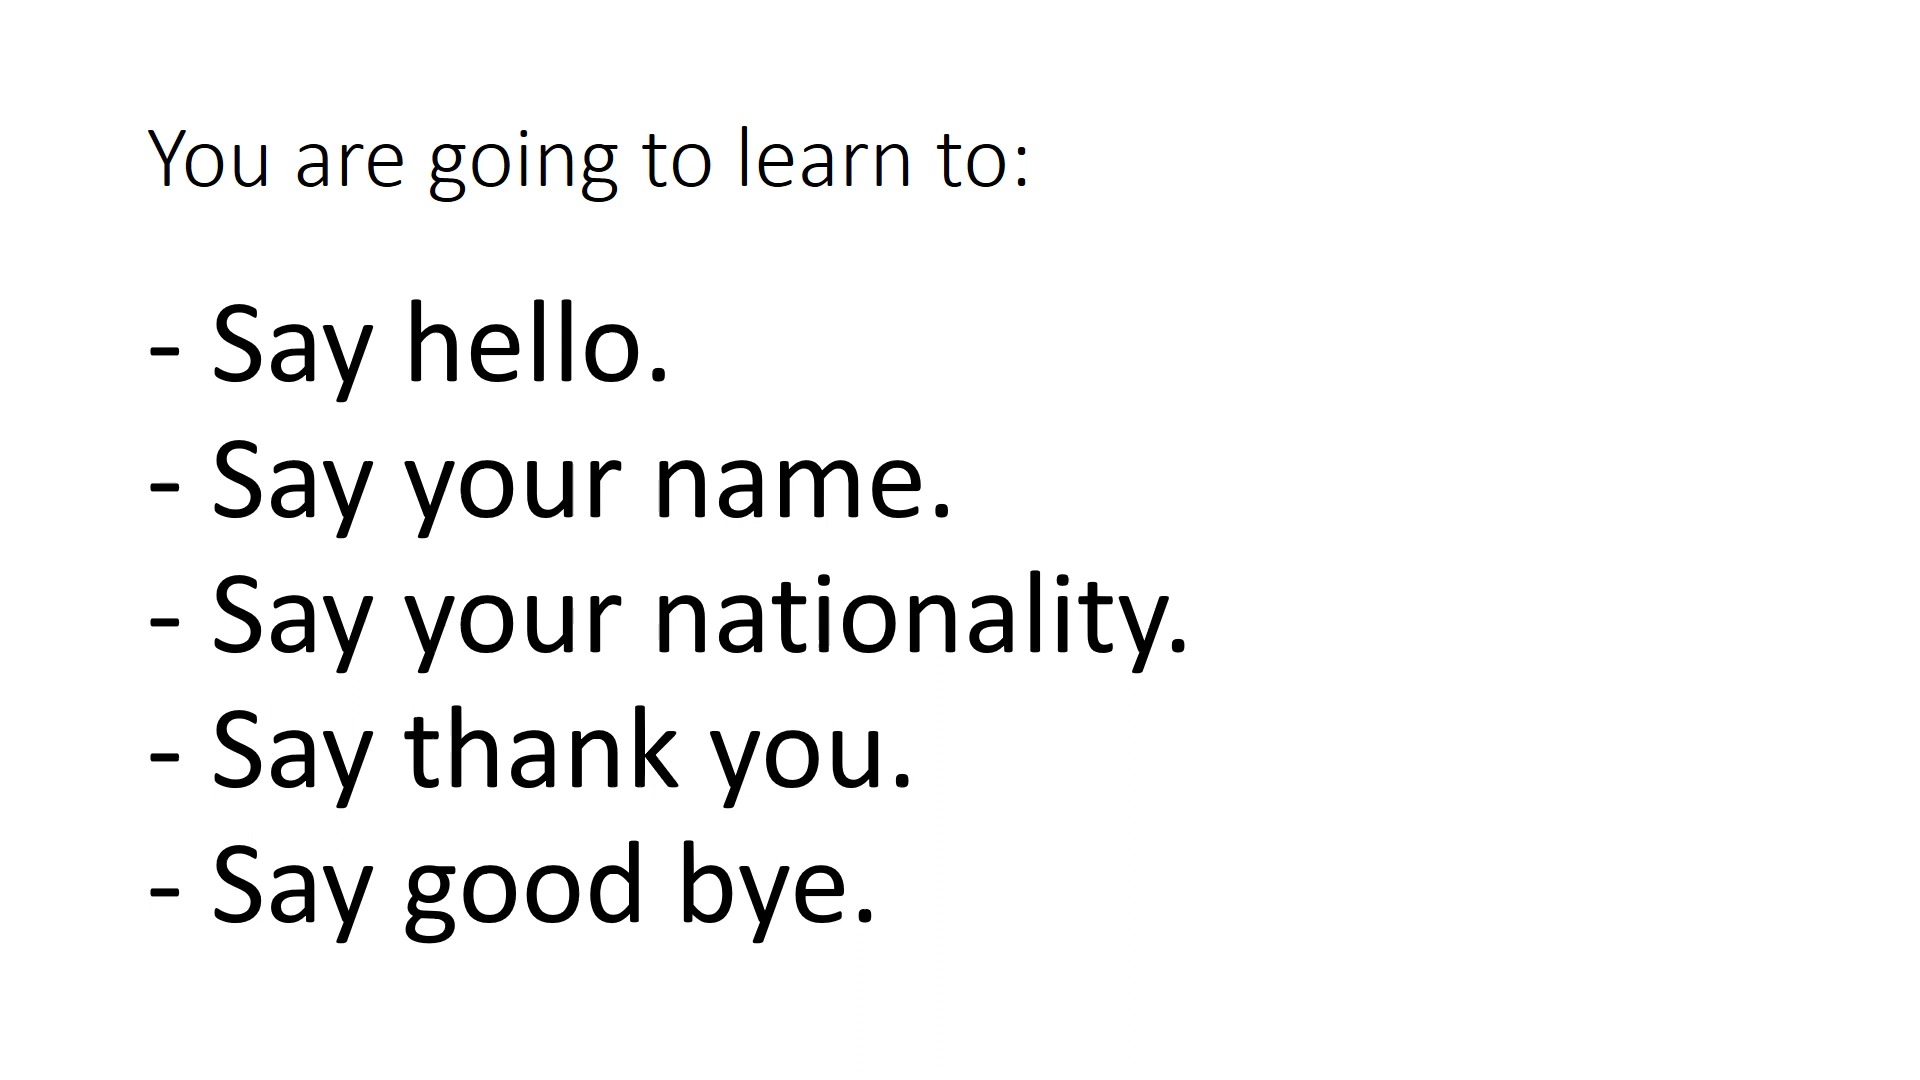 You are going to learn to:
- Say hello.
- Say your name.
- Say your nationality.
- Say thank you.
- Say good bye.